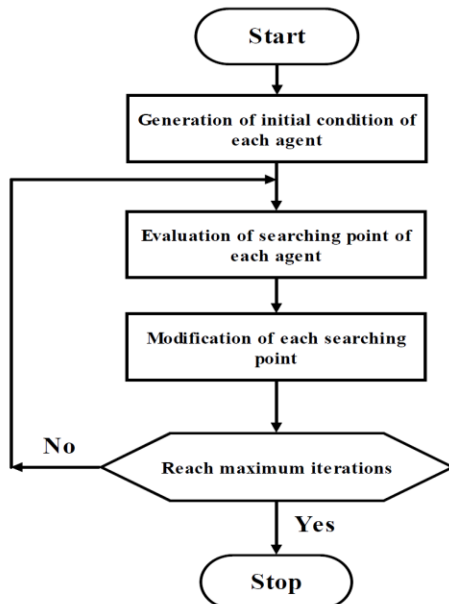 Start
Generation of initial condition of
each agent
Evaluation of searching point of
each agent
Modification of each searching
point
No
Reach maximum iterations
Yes
Stop